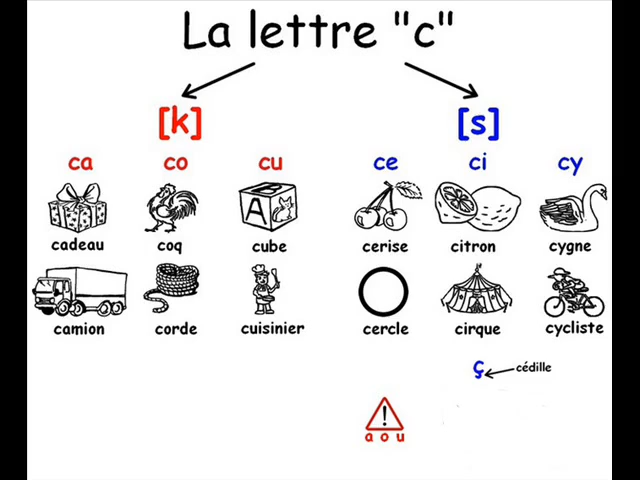 La lettre "c"
[k] [s]
ca co cu ce ci cy
cadeau coq cube cerise citron cygne
camion corde cuisinier cercle cirque cycliste
ç cédille
!
a o u